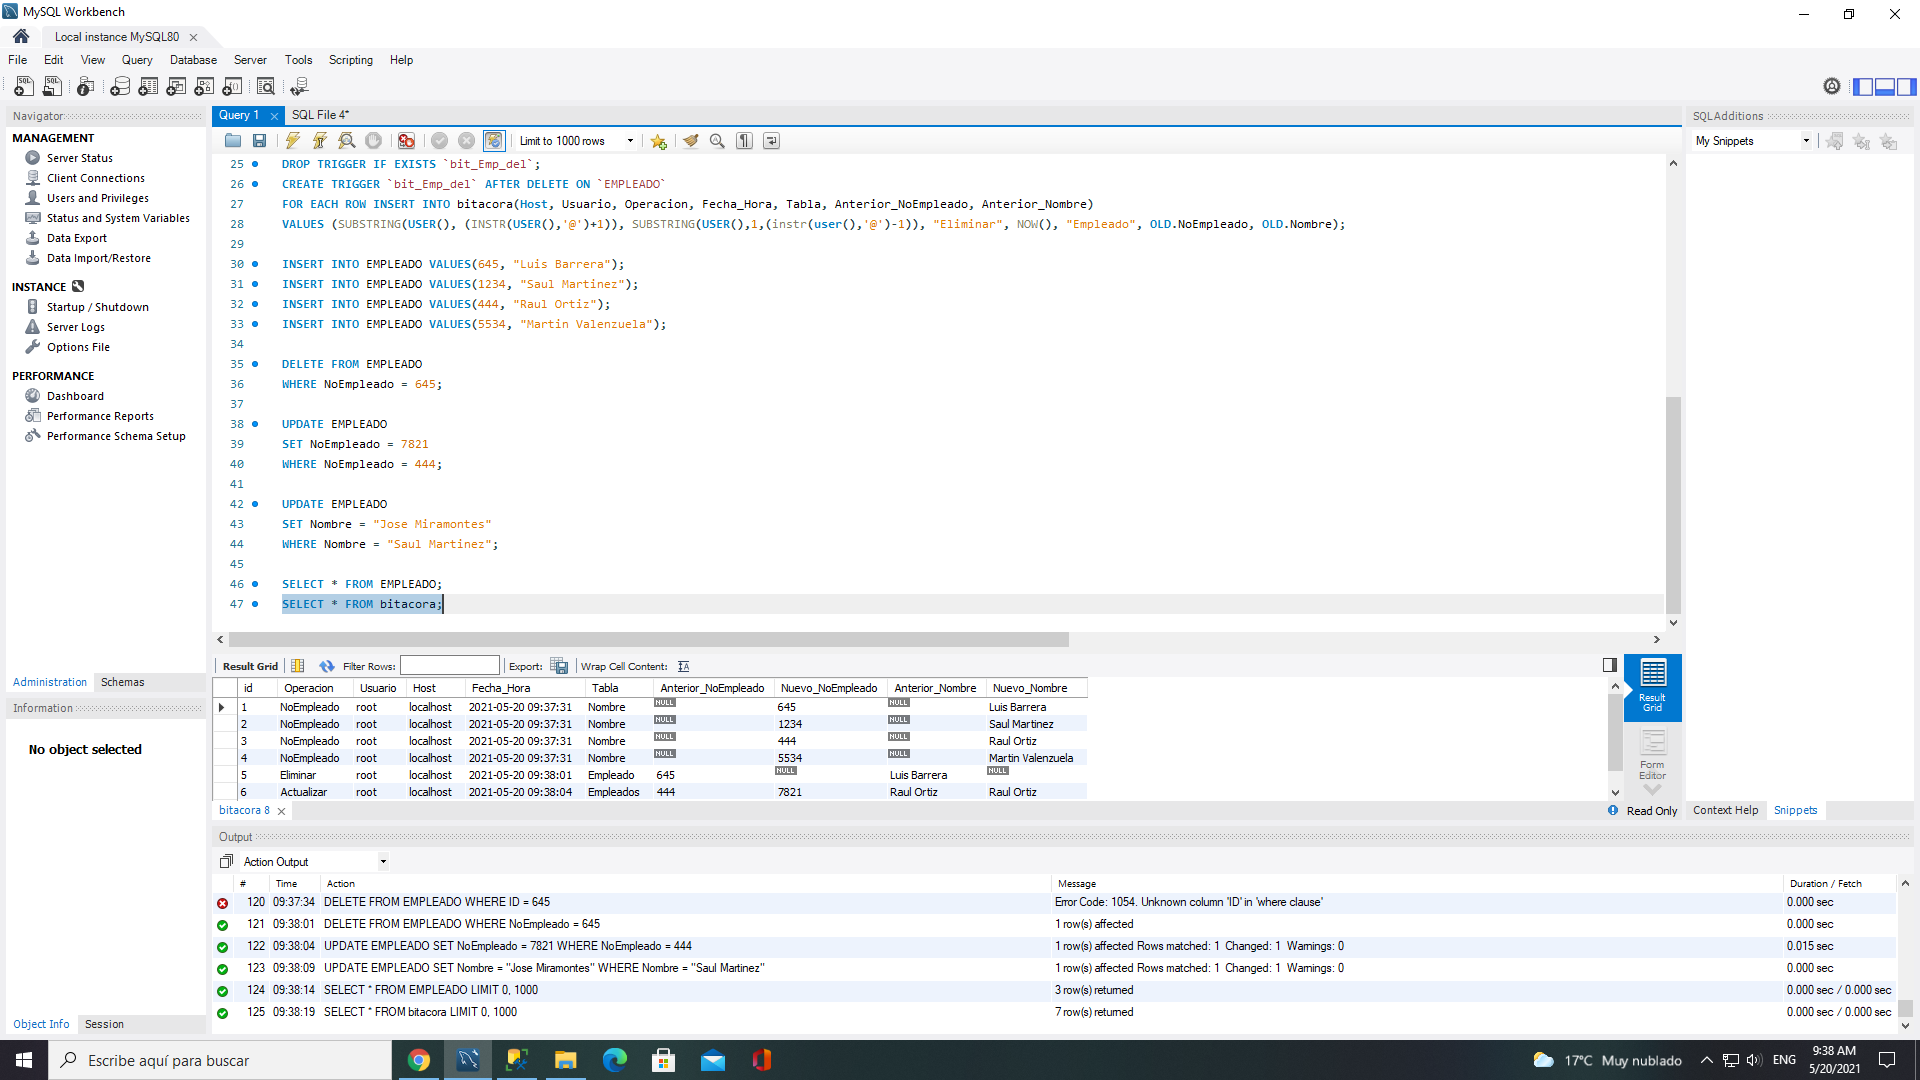 MySQL Workbench
Local instance MySQL80
File Edit View Query Database Server Tools Scripting Help
Navigator
MANAGEMENT
Server Status
Client Connections
Users and Privileges
Status and System Variables
Data Export
Data Import/Restore
INSTANCE
Startup / Shutdown
Server Logs
Options File
PERFORMANCE
Dashboard
Performance Reports
Performance Schema Setup
Administration Schemas
Information
No object selected
Object Info Session
Query 1 SQL File 4*
Limit to 1000 rows
25 DROP TRIGGER IF EXISTS `bit_Emp_del`;
26 CREATE TRIGGER `bit_Emp_del` AFTER DELETE ON `EMPLEADO`
27 FOR EACH ROW INSERT INTO bitacora(Host, Usuario, Operacion, Fecha_Hora, Tabla, Anterior_NoEmpleado, Anterior_Nombre)
28 VALUES (SUBSTRING(USER(), (INSTR(USER(),'@')+1)), SUBSTRING(USER(),1,(instr(user(),'@')-1)), "Eliminar", NOW(), "Empleado", OLD.NoEmpleado, OLD.Nombre);
29
30 INSERT INTO EMPLEADO VALUES(645, "Luis Barrera");
31 INSERT INTO EMPLEADO VALUES(1234, "Saul Martinez");
32 INSERT INTO EMPLEADO VALUES(444, "Raul Ortiz");
33 INSERT INTO EMPLEADO VALUES(5534, "Martin Valenzuela");
34
35 DELETE FROM EMPLEADO
36 WHERE NoEmpleado = 645;
37
38 UPDATE EMPLEADO
39 SET NoEmpleado = 7821
40 WHERE NoEmpleado = 444;
41
42 UPDATE EMPLEADO
43 SET Nombre = "Jose Miramontes"
44 WHERE Nombre = "Saul Martinez";
45
46 SELECT * FROM EMPLEADO;
47 SELECT * FROM bitacora;
Result Grid Filter Rows: Export: Wrap Cell Content:
id Operacion Usuario Host Fecha_Hora Tabla Anterior_NoEmpleado Nuevo_NoEmpleado Anterior_Nombre Nuevo_Nombre
1 NoEmpleado root localhost 2021-05-20 09:37:31 Nombre NULL 645 NULL Luis Barrera
2 NoEmpleado root localhost 2021-05-20 09:37:31 Nombre NULL 1234 NULL Saul Martinez
3 NoEmpleado root localhost 2021-05-20 09:37:31 Nombre NULL 444 NULL Raul Ortiz
4 NoEmpleado root localhost 2021-05-20 09:37:31 Nombre NULL 5534 NULL Martin Valenzuela
5 Eliminar root localhost 2021-05-20 09:38:01 Empleado 645 NULL Luis Barrera NULL
6 Actualizar root localhost 2021-05-20 09:38:04 Empleados 444 7821 Raul Ortiz Raul Ortiz
Result
Grid
Form
Editor
bitacora 8
Read Only
SQLAdditions
My Snippets
Context Help Snippets
Output
Action Output
# Time Action Message Duration / Fetch
120 09:37:34 DELETE FROM EMPLEADO WHERE ID = 645 Error Code: 1054. Unknown column 'ID' in 'where clause' 0.000 sec
121 09:38:01 DELETE FROM EMPLEADO WHERE NoEmpleado = 645 1 row(s) affected 0.000 sec
122 09:38:04 UPDATE EMPLEADO SET NoEmpleado = 7821 WHERE NoEmpleado = 444 1 row(s) affected Rows matched: 1 Changed: 1 Warnings: 0 0.015 sec
123 09:38:09 UPDATE EMPLEADO SET Nombre = "Jose Miramontes" WHERE Nombre = "Saul Martinez" 1 row(s) affected Rows matched: 1 Changed: 1 Warnings: 0 0.000 sec
124 09:38:14 SELECT * FROM EMPLEADO LIMIT 0, 1000 3 row(s) returned 0.000 sec / 0.000 sec
125 09:38:19 SELECT * FROM bitacora LIMIT 0, 1000 7 row(s) returned 0.000 sec / 0.000 sec
Escribe aquí para buscar
17°C Muy nublado
ENG
9:38 AM
5/20/2021